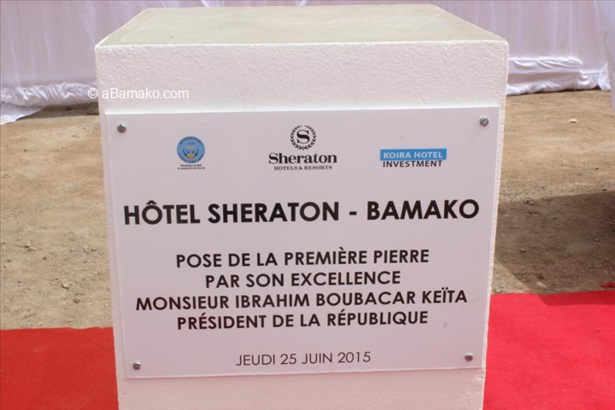 © aBamako.com
S
Sheraton
HOTELS & RESORTS
KOIRA HOTEL
INVESTMENT
HÔTEL SHERATON - BAMAKO
POSE DE LA PREMIÈRE PIERRE
PAR SON EXCELLENCE
MONSIEUR IBRAHIM BOUBACAR KEÏTA
PRÉSIDENT DE LA RÉPUBLIQUE
JEUDI 25 JUIN 2015